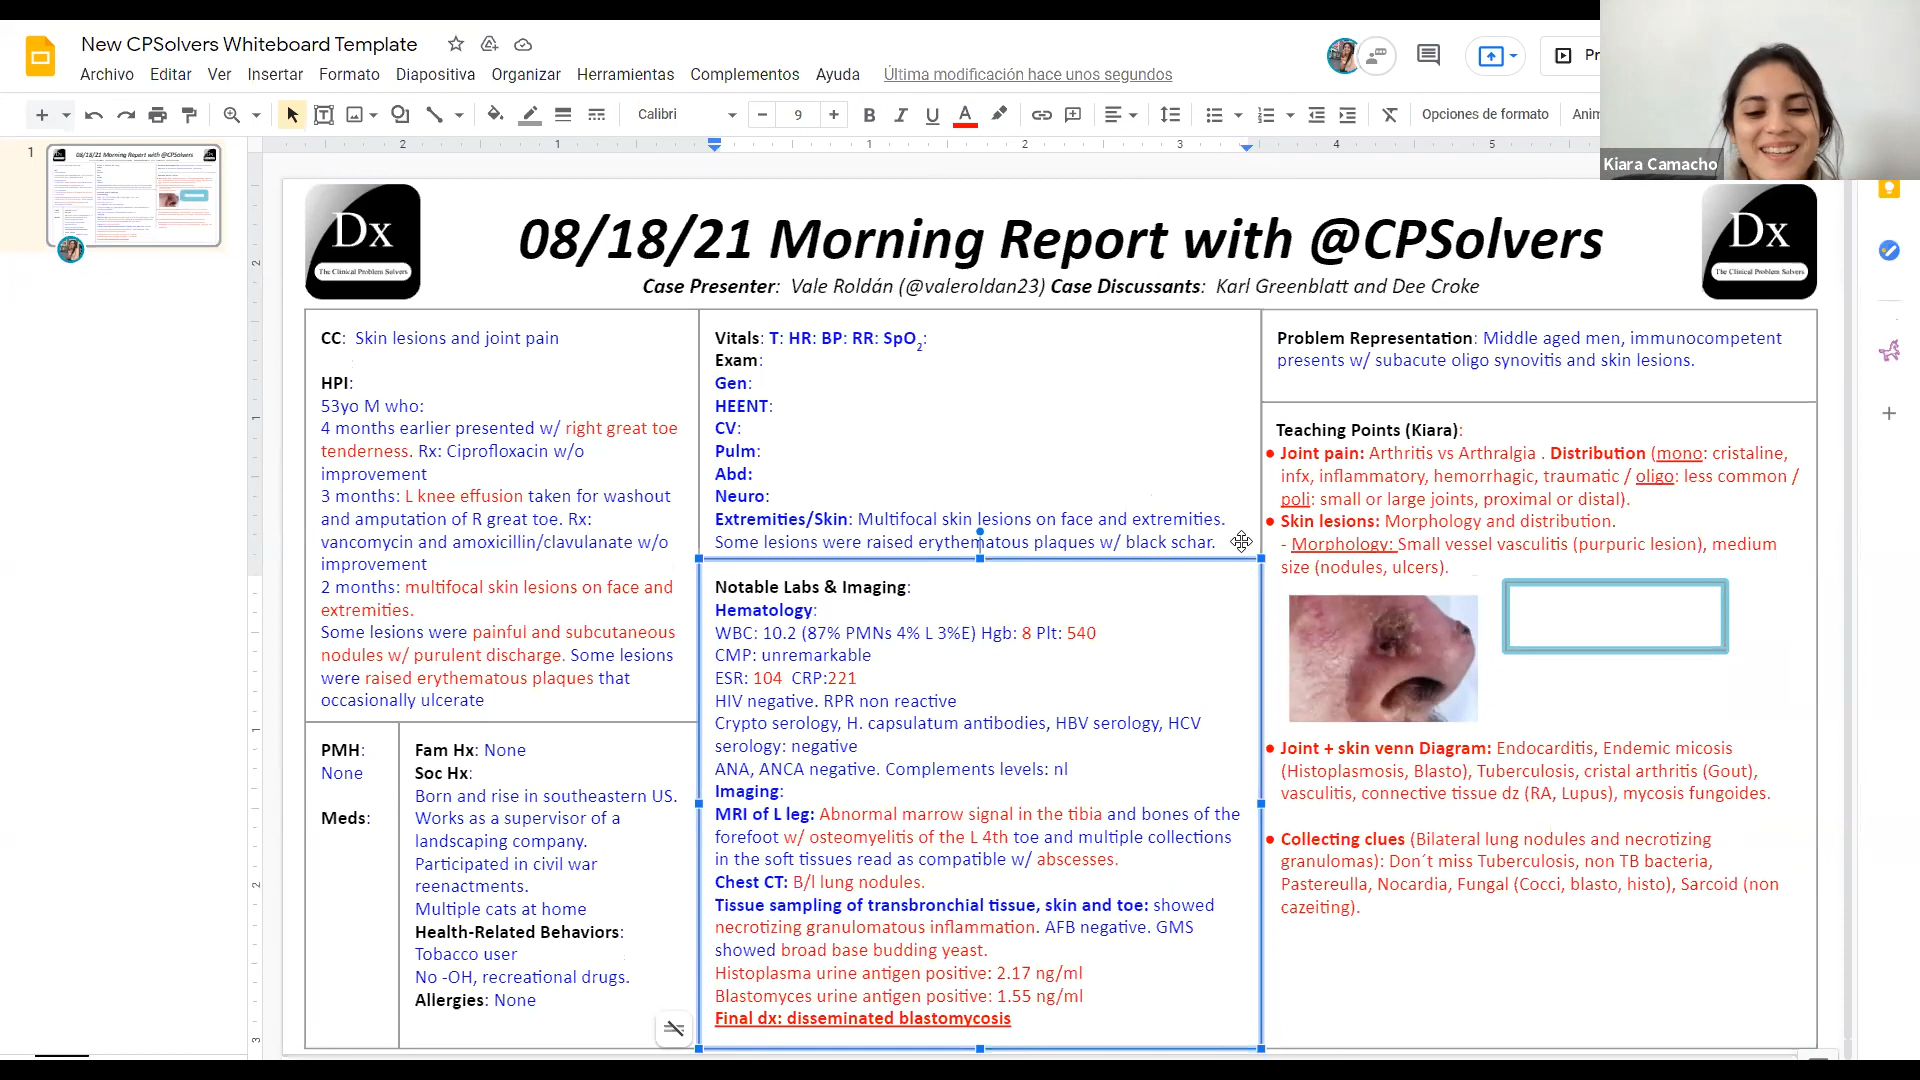 New CPSolvers Whiteboard Template
Archivo Editar Ver Insertar Formato Diapositiva Organizar Herramientas Complementos Ayuda Última modificación hace unos segundos
Calibri 9 Opciones de formato
Kiara Camacho
1
08/18/21 Morning Report with @CPSolvers
2 1 1 2 3 4 5
Dx
The Clinical Problem Solvers
08/18/21 Morning Report with @CPSolvers
Case Presenter: Vale Roldán (@valeroldan23) Case Discussants: Karl Greenblatt and Dee Croke
Dx
The Clinical Problem Solvers
CC: Skin lesions and joint pain
HPI:
53yo M who:
4 months earlier presented w/ right great toe
tenderness. Rx: Ciprofloxacin w/o
improvement
3 months: L knee effusion taken for washout
and amputation of R great toe. Rx:
vancomycin and amoxicillin/clavulanate w/o
improvement
2 months: multifocal skin lesions on face and
extremities.
Some lesions were painful and subcutaneous
nodules w/ purulent discharge. Some lesions
were raised erythematous plaques that
occasionally ulcerate
PMH:
None
Meds:
Fam Hx: None
Soc Hx:
Born and rise in southeastern US.
Works as a supervisor of a
landscaping company.
Participated in civil war
reenactments.
Multiple cats at home
Health-Related Behaviors:
Tobacco user
No -OH, recreational drugs.
Allergies: None
Vitals: T: HR: BP: RR: SpO2:
Exam:
Gen:
HEENT:
CV:
Pulm:
Abd:
Neuro:
Extremities/Skin: Multifocal skin lesions on face and extremities.
Some lesions were raised erythematous plaques w/ black schar.
Notable Labs & Imaging:
Hematology:
WBC: 10.2 (87% PMNs 4% L 3%E) Hgb: 8 Plt: 540
CMP: unremarkable
ESR: 104 CRP:221
HIV negative. RPR non reactive
Crypto serology, H. capsulatum antibodies, HBV serology, HCV
serology: negative
ANA, ANCA negative. Complements levels: nl
Imaging:
MRI of L leg: Abnormal marrow signal in the tibia and bones of the
forefoot w/ osteomyelitis of the L 4th toe and multiple collections
in the soft tissues read as compatible w/ abscesses.
Chest CT: B/l lung nodules.
Tissue sampling of transbronchial tissue, skin and toe: showed
necrotizing granulomatous inflammation. AFB negative. GMS
showed broad base budding yeast.
Histoplasma urine antigen positive: 2.17 ng/ml
Blastomyces urine antigen positive: 1.55 ng/ml
Final dx: disseminated blastomycosis
Problem Representation: Middle aged men, immunocompetent
presents w/ subacute oligo synovitis and skin lesions.
Teaching Points (Kiara):
● Joint pain: Arthritis vs Arthralgia . Distribution (mono: cristaline,
infx, inflammatory, hemorrhagic, traumatic / oligo: less common /
poli: small or large joints, proximal or distal).
● Skin lesions: Morphology and distribution.
- Morphology: Small vessel vasculitis (purpuric lesion), medium
size (nodules, ulcers).
● Joint + skin venn Diagram: Endocarditis, Endemic micosis
(Histoplasmosis, Blasto), Tuberculosis, cristal arthritis (Gout),
vasculitis, connective tissue dz (RA, Lupus), mycosis fungoides.
● Collecting clues (Bilateral lung nodules and necrotizing
granulomas): Don´t miss Tuberculosis, non TB bacteria,
Pastereulla, Nocardia, Fungal (Cocci, blasto, histo), Sarcoid (non
cazeiting).